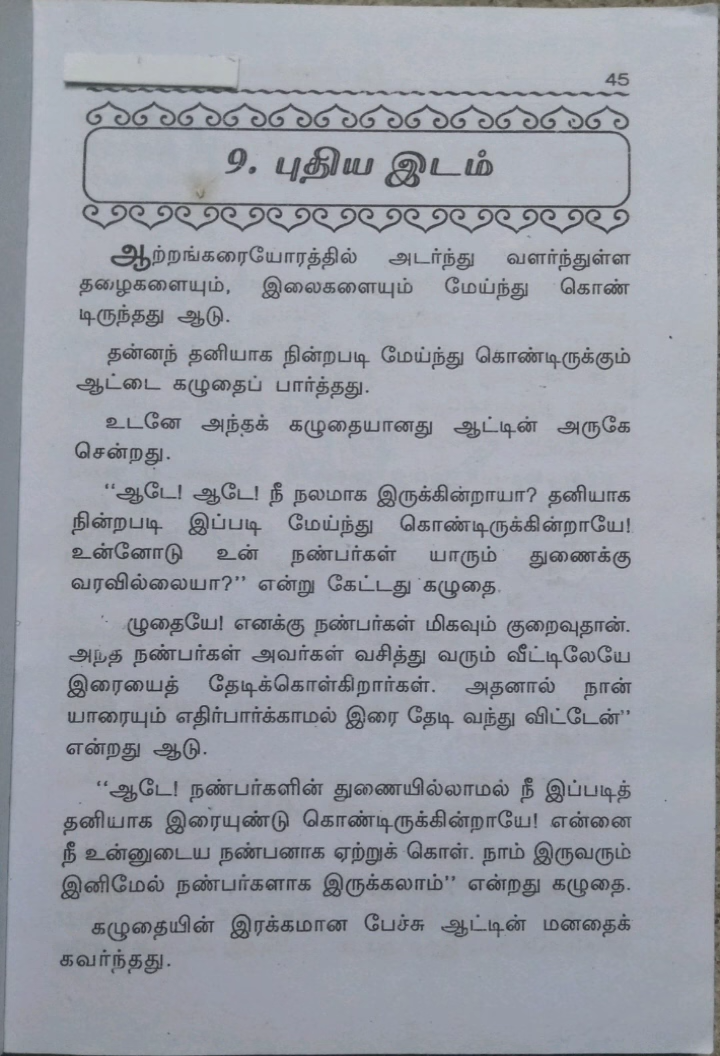 45
9. புதிய இடம்
ஆற்றங்கரையோரத்தில் அடர்ந்து வளர்ந்துள்ள
தழைகளையும், இலைகளையும் மேய்ந்து கொண்
டிருந்தது ஆடு.
தன்னந் தனியாக நின்றபடி மேய்ந்து கொண்டிருக்கும்
ஆட்டை கழுதைப் பார்த்தது.
உடனே அந்தக் கழுதையானது ஆட்டின் அருகே
சென்றது.
“ஆடே! ஆடே! நீ நலமாக இருக்கின்றாயா? தனியாக
நின்றபடி இப்படி மேய்ந்து கொண்டிருக்கின்றாயே!
உன்னோடு உன் நண்பர்கள் யாரும் துணைக்கு
வரவில்லையா?” என்று கேட்டது கழுதை
ழுதையே! எனக்கு நண்பர்கள் மிகவும் குறைவுதான்.
அந்த நண்பர்கள் அவர்கள் வசித்து வரும் வீட்டிலேயே
இரையைத் தேடிக்கொள்கிறார்கள். அதனால் நான்
யாரையும் எதிர்பார்க்காமல் இரை தேடி வந்து விட்டேன்”
என்றது ஆடு.
“ஆடே! நண்பர்களின் துணையில்லாமல் நீ இப்படித்
தனியாக இரையுண்டு கொண்டிருக்கின்றாயே! என்னை
நீ உன்னுடைய நண்பனாக ஏற்றுக் கொள். நாம் இருவரும்
இனிமேல் நண்பர்களாக இருக்கலாம்” என்றது கழுதை.
கழுதையின் இரக்கமான பேச்சு ஆட்டின் மனதைக்
கவர்ந்தது.